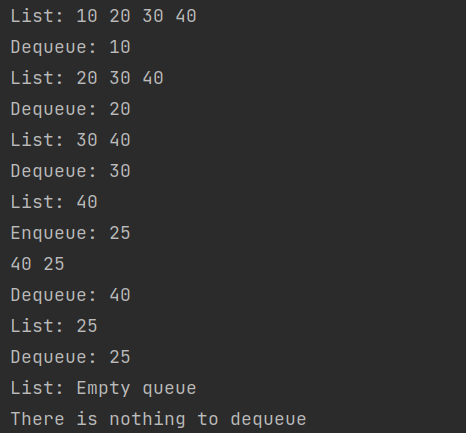 List: 10 20 30 40
Dequeue: 10
List: 20 30 40
Dequeue: 20
List: 30 40
Dequeue: 30
List: 40
Enqueue: 25
40 25
Dequeue: 40
List: 25
Dequeue: 25
List: Empty queue
There is nothing to dequeue